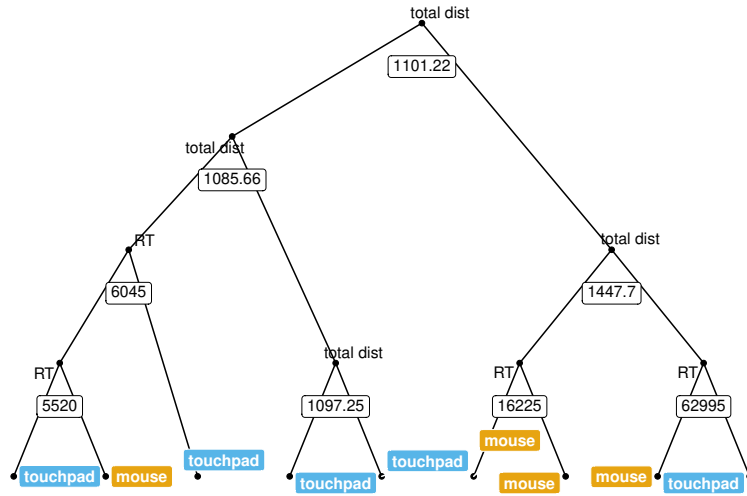 total dist
1101.22
total dist
1085.66
RT
total dist
6045
1447.7
RT
total dist
RT
RT
5520
1097.25
16225
62995
mouse
touchpad
touchpad
touchpad
mouse
touchpad
mouse
mouse
touchpad